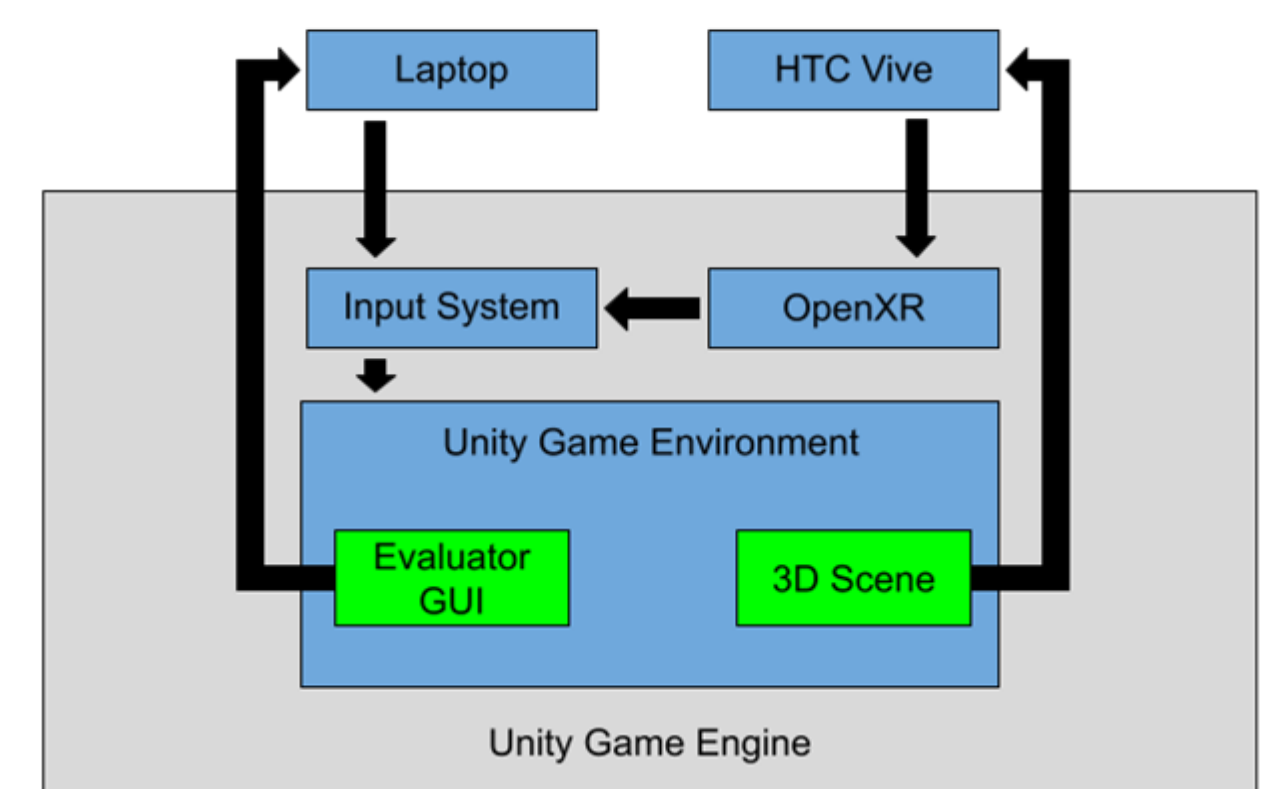 Laptop
HTC Vive
Input System
OpenXR
Unity Game Environment
Evaluator
GUI
3D Scene
Unity Game Engine